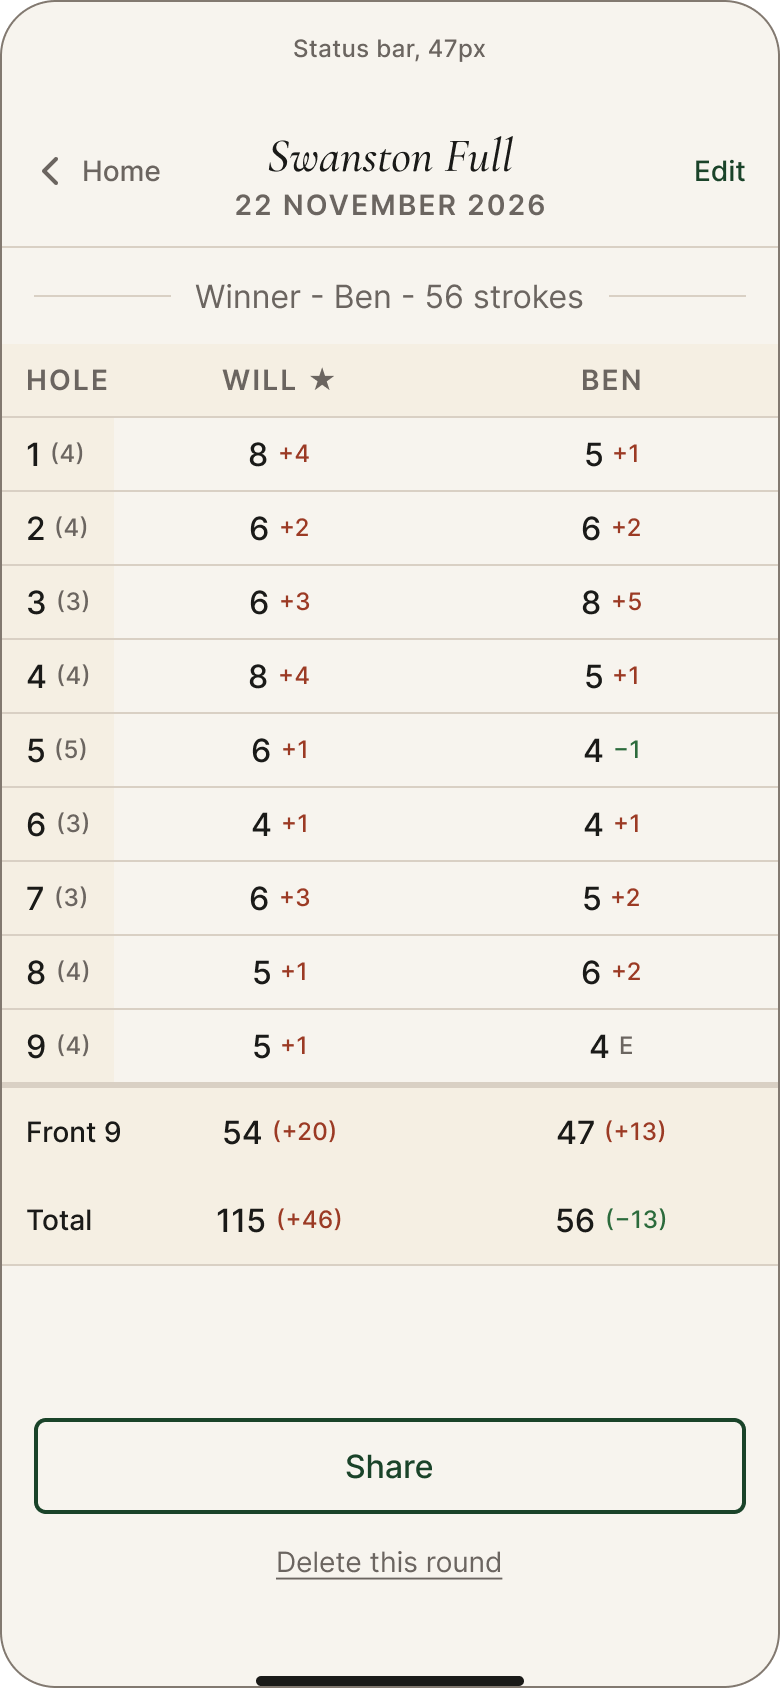 Status bar, 47px
Home
Swanston Full
Edit
22 NOVEMBER 2026
Winner - Ben - 56 strokes
HOLE WILL ★ BEN
1 (4) 8 +4 5 +1
2 (4) 6 +2 6 +2
3 (3) 6 +3 8 +5
4 (4) 8 +4 5 +1
5 (5) 6 +1 4 −1
6 (3) 4 +1 4 +1
7 (3) 6 +3 5 +2
8 (4) 5 +1 6 +2
9 (4) 5 +1 4 E
Front 9 54 (+20) 47 (+13)
Total 115 (+46) 56 (−13)
Share
Delete this round